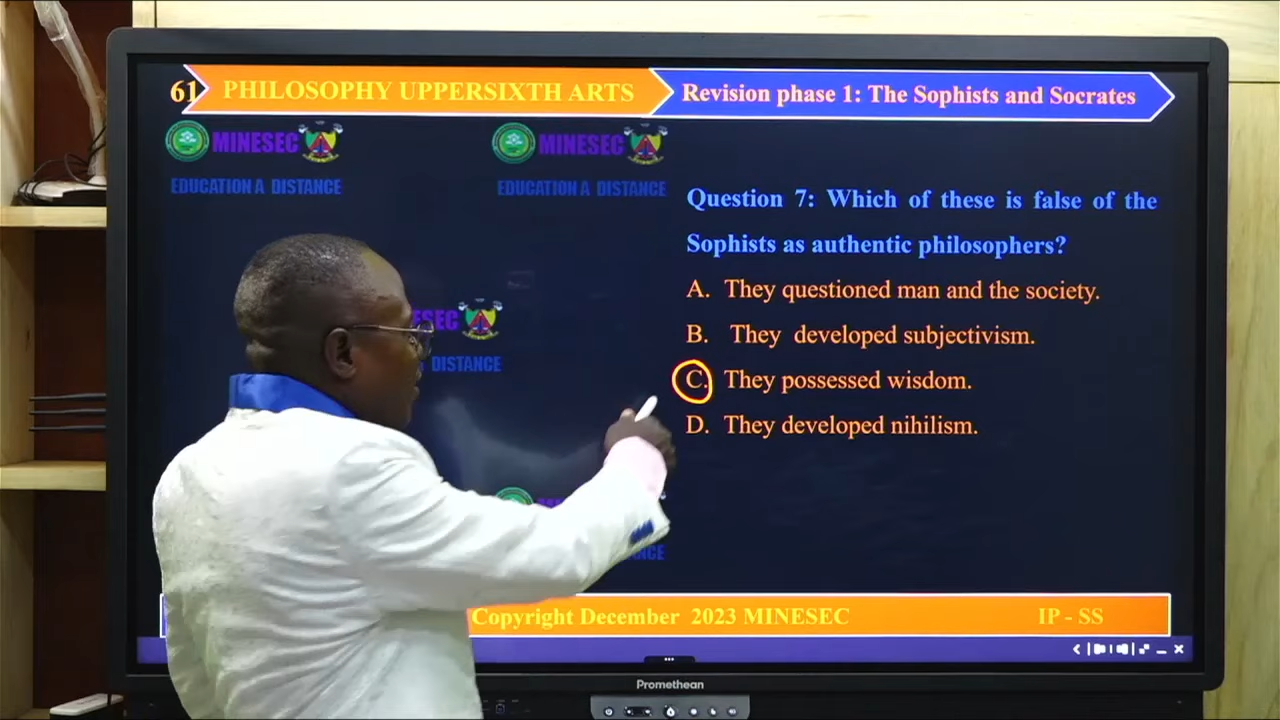 61 PHILOSOPHY UPPERSIXTH ARTS Revision phase 1: The Sophists and Socrates
MINESEC MINESEC
EDUCATION A DISTANCE EDUCATION A DISTANCE
Question 7: Which of these is false of the
Sophists as authentic philosophers?
A. They questioned man and the society.
B. They developed subjectivism.
C. They possessed wisdom.
D. They developed nihilism.
DISTANCE
Copyright December 2023 MINESEC IP - SS
Promethean